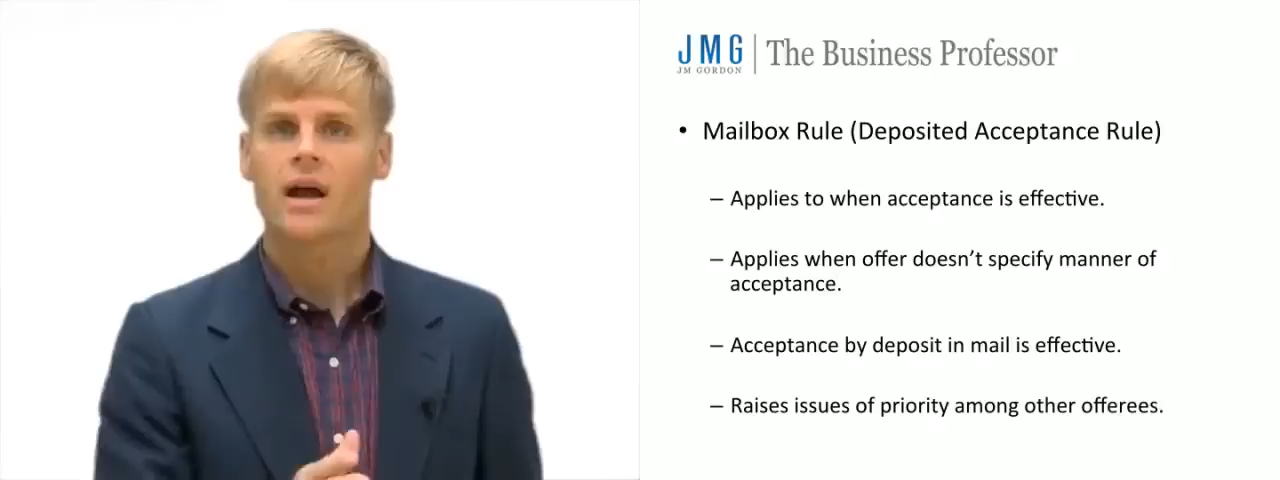 JMG
JM GORDON
The Business Professor
• Mailbox Rule (Deposited Acceptance Rule)
– Applies to when acceptance is effective.
– Applies when offer doesn’t specify manner of
acceptance.
– Acceptance by deposit in mail is effective.
– Raises issues of priority among other offerees.